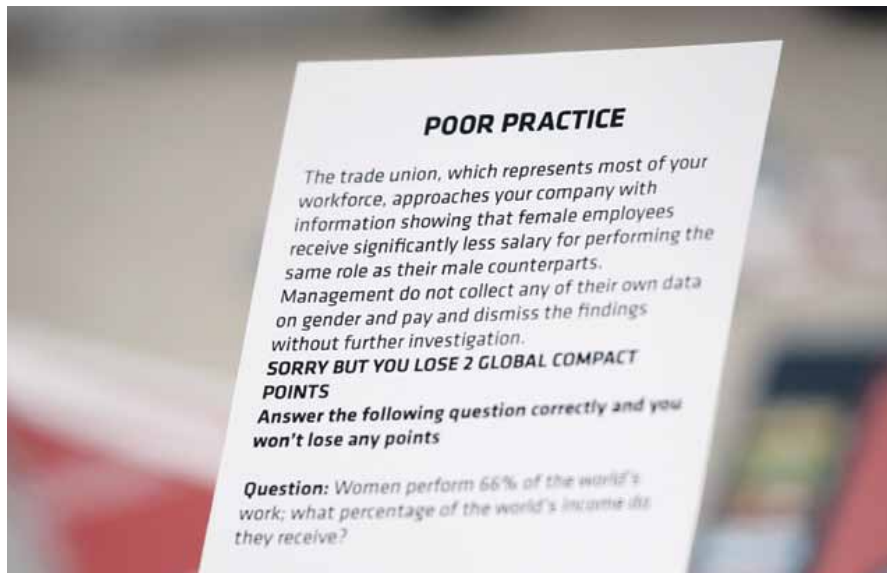 POOR PRACTICE
The trade union, which represents most of your
workforce, approaches your company with
information showing that female employees
receive significantly less salary for performing the
same role as their male counterparts.
Management do not collect any of their own data
on gender and pay and dismiss the findings
without further investigation.
SORRY BUT YOU LOSE 2 GLOBAL COMPACT
POINTS
Answer the following question correctly and you
won't lose any points
Question: Women perform 66% of the world's
work; what percentage of the world's income do
they receive?